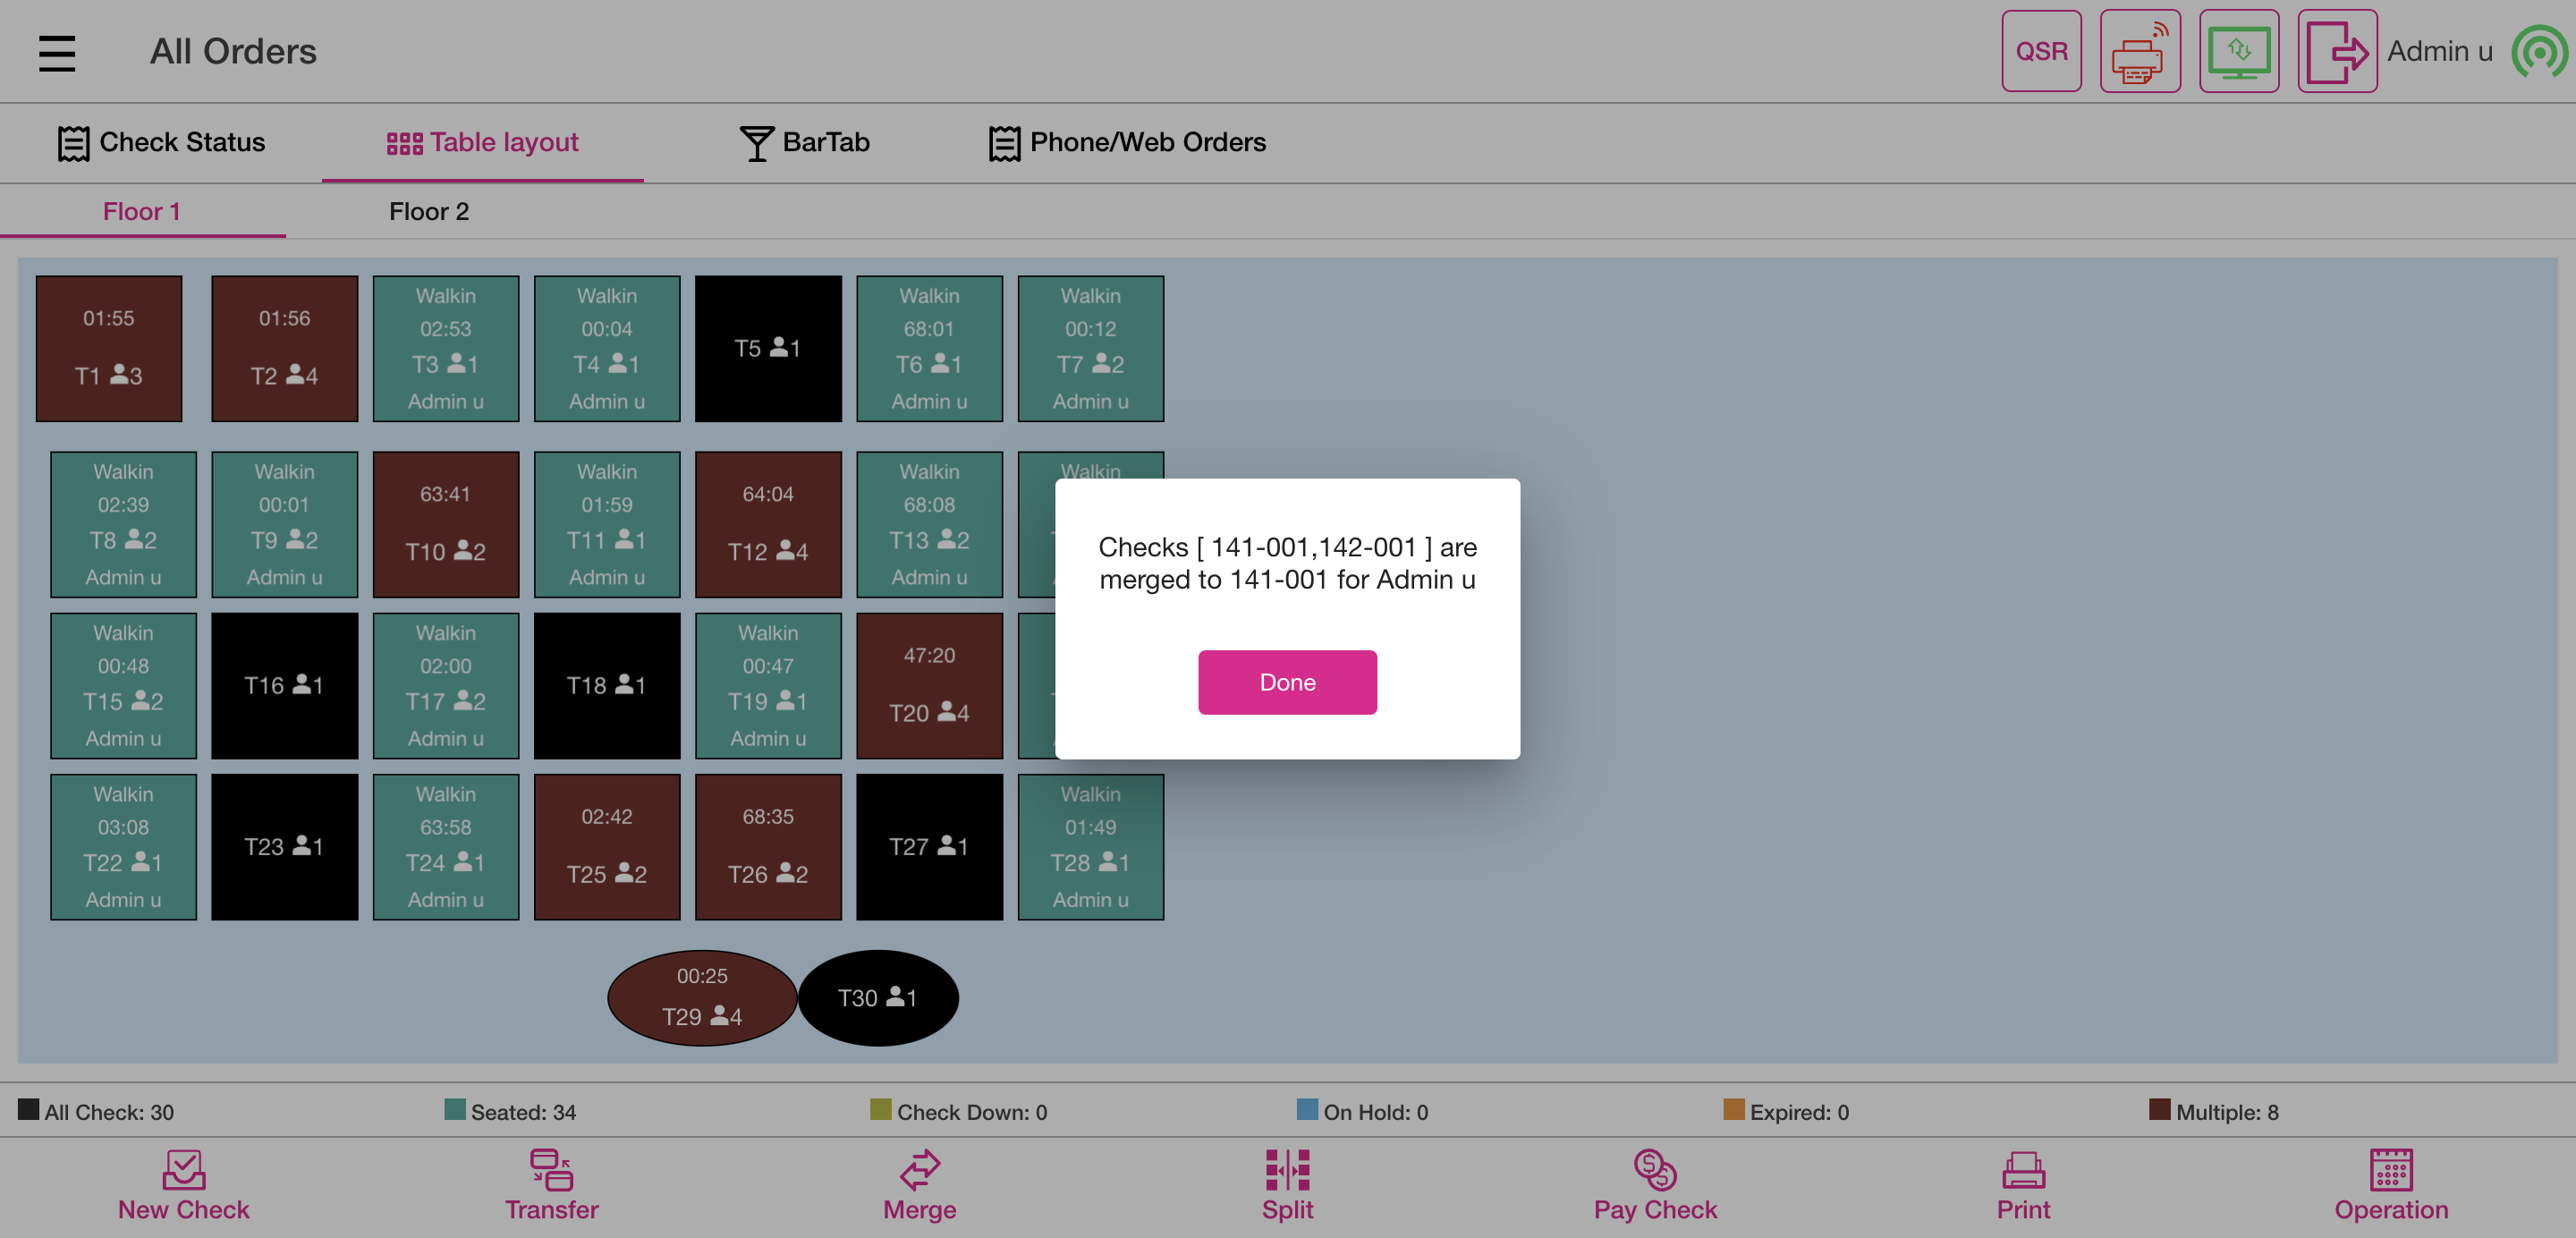 All Orders
QSR
Admin u
Check Status
Table layout
BarTab
Phone/Web Orders
Floor 1
Floor 2
01:55
T1 3
01:56
T2 4
Walkin
02:53
T3 1
Admin u
Walkin
00:04
T4 1
Admin u
T5 1
Walkin
68:01
T6 1
Admin u
Walkin
00:12
T7 2
Admin u
Walkin
02:39
T8 2
Admin u
Walkin
00:01
T9 2
Admin u
63:41
T10 2
Walkin
01:59
T11 1
Admin u
64:04
T12 4
Walkin
68:08
T13 2
Admin u
Walkin
Walkin
00:48
T15 2
Admin u
T16 1
Walkin
02:00
T17 2
Admin u
T18 1
Walkin
00:47
T19 1
Admin u
47:20
T20 4
Walkin
03:08
T22 1
Admin u
T23 1
Walkin
63:58
T24 1
Admin u
02:42
T25 2
68:35
T26 2
T27 1
Walkin
01:49
T28 1
Admin u
00:25
T29 4
T30 1
Checks [ 141-001,142-001 ] are
merged to 141-001 for Admin u
Done
All Check: 30
Seated: 34
Check Down: 0
On Hold: 0
Expired: 0
Multiple: 8
New Check
Transfer
Merge
Split
Pay Check
Print
Operation